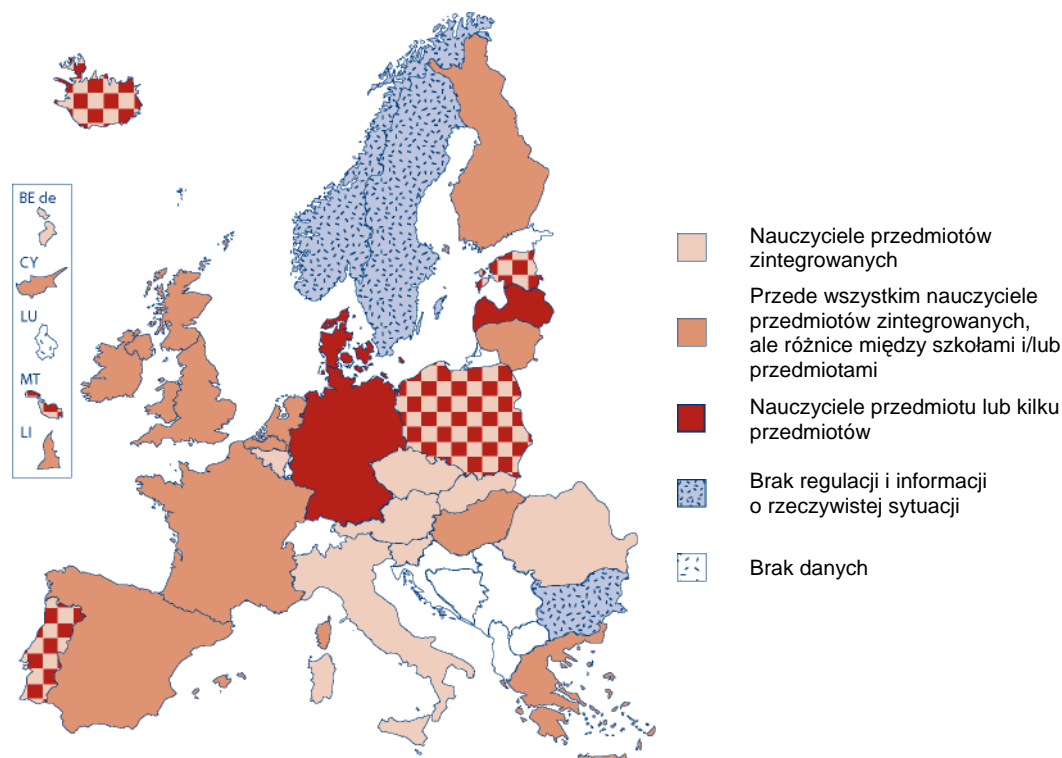 BE de
CY
LU
MT
LI
Nauczyciele przedmiotów
zintegrowanych
Przede wszystkim nauczyciele
przedmiotów zintegrowanych,
ale różnice między szkołami i/lub
przedmiotami
Nauczyciele przedmiotu lub kilku
przedmiotów
Brak regulacji i informacji
o rzeczywistej sytuacji
Brak danych